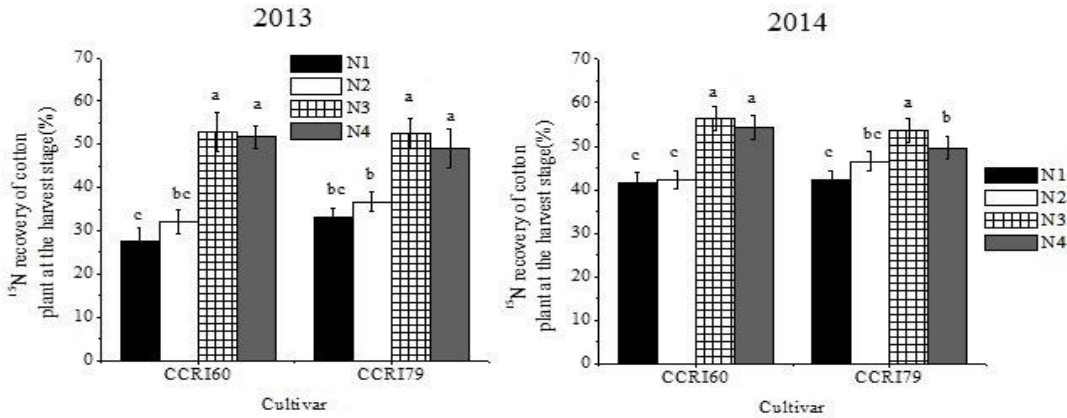 2013
70
60
50
40
30
20
10
0
¹⁵N recovery of cotton
plant at the harvest stage(%)
N1
N2
N3
N4
c
bc
a
a
bc
b
a
a
CCRI60
CCRI79
Cultivar
2014
70
60
50
40
30
20
10
0
¹⁵N recovery of cotton
plant at the harvest stage(%)
c
c
a
a
c
bc
a
b
N1
N2
N3
N4
CCRI60
CCRI79
Cultivar